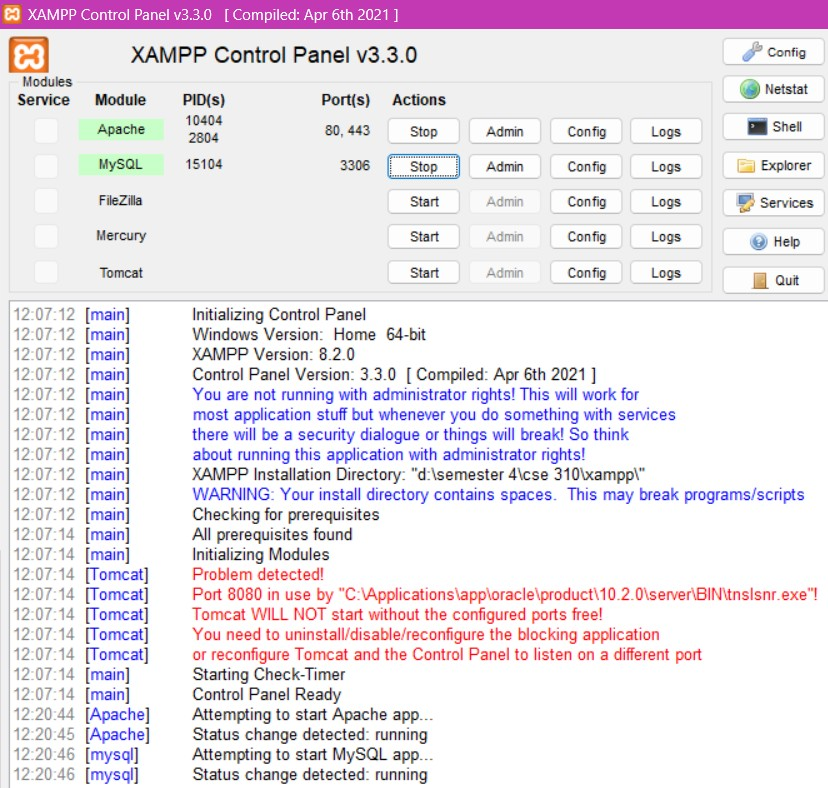 XAMPP Control Panel v3.3.0 [ Compiled: Apr 6th 2021 ]
XAMPP Control Panel v3.3.0
Config
Modules
Service Module PID(s) Port(s) Actions
Netstat
Apache 10404 80, 443 Stop Admin Config Logs
2804
Shell
MySQL 15104 3306 Stop Admin Config Logs
Explorer
FileZilla Start Admin Config Logs
Services
Mercury Start Admin Config Logs
Help
Tomcat Start Admin Config Logs
Quit
12:07:12 [main] Initializing Control Panel
12:07:12 [main] Windows Version: Home 64-bit
12:07:12 [main] XAMPP Version: 8.2.0
12:07:12 [main] Control Panel Version: 3.3.0 [ Compiled: Apr 6th 2021 ]
12:07:12 [main] You are not running with administrator rights! This will work for
12:07:12 [main] most application stuff but whenever you do something with services
12:07:12 [main] there will be a security dialogue or things will break! So think
12:07:12 [main] about running this application with administrator rights!
12:07:12 [main] XAMPP Installation Directory: "d:\semester 4\cse 310\xampp\"
12:07:12 [main] WARNING: Your install directory contains spaces. This may break programs/scripts
12:07:12 [main] Checking for prerequisites
12:07:14 [main] All prerequisites found
12:07:14 [main] Initializing Modules
12:07:14 [Tomcat] Problem detected!
12:07:14 [Tomcat] Port 8080 in use by "C:\Applications\app\oracle\product\10.2.0\server\BIN\tnslsnr.exe"!
12:07:14 [Tomcat] Tomcat WILL NOT start without the configured ports free!
12:07:14 [Tomcat] You need to uninstall/disable/reconfigure the blocking application
12:07:14 [Tomcat] or reconfigure Tomcat and the Control Panel to listen on a different port
12:07:14 [main] Starting Check-Timer
12:07:14 [main] Control Panel Ready
12:20:44 [Apache] Attempting to start Apache app...
12:20:45 [Apache] Status change detected: running
12:20:46 [mysql] Attempting to start MySQL app...
12:20:46 [mysql] Status change detected: running